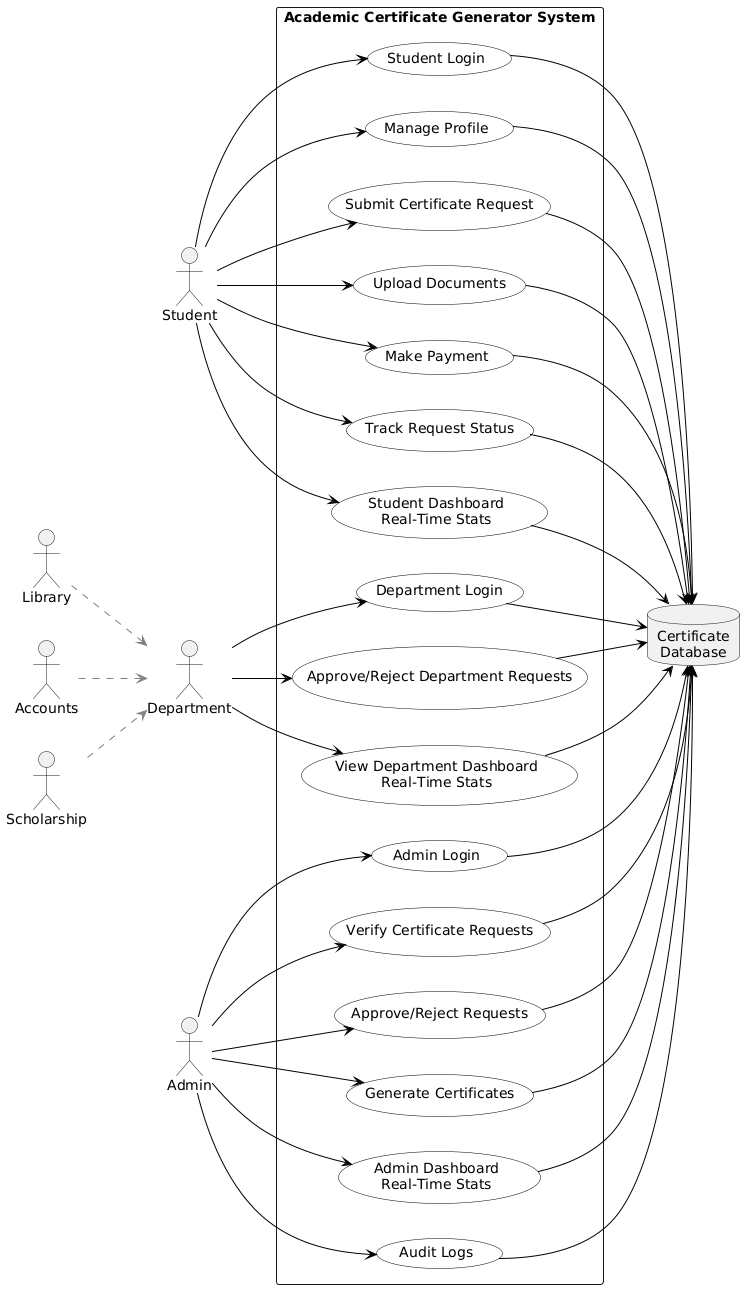 Academic Certificate Generator System
Student Login
Manage Profile
Submit Certificate Request
Upload Documents
Student
Make Payment
Track Request Status
Student Dashboard
Real-Time Stats
Library
Department Login
Certificate
Database
Accounts
Department
Approve/Reject Department Requests
Scholarship
View Department Dashboard
Real-Time Stats
Admin Login
Verify Certificate Requests
Approve/Reject Requests
Admin
Generate Certificates
Admin Dashboard
Real-Time Stats
Audit Logs